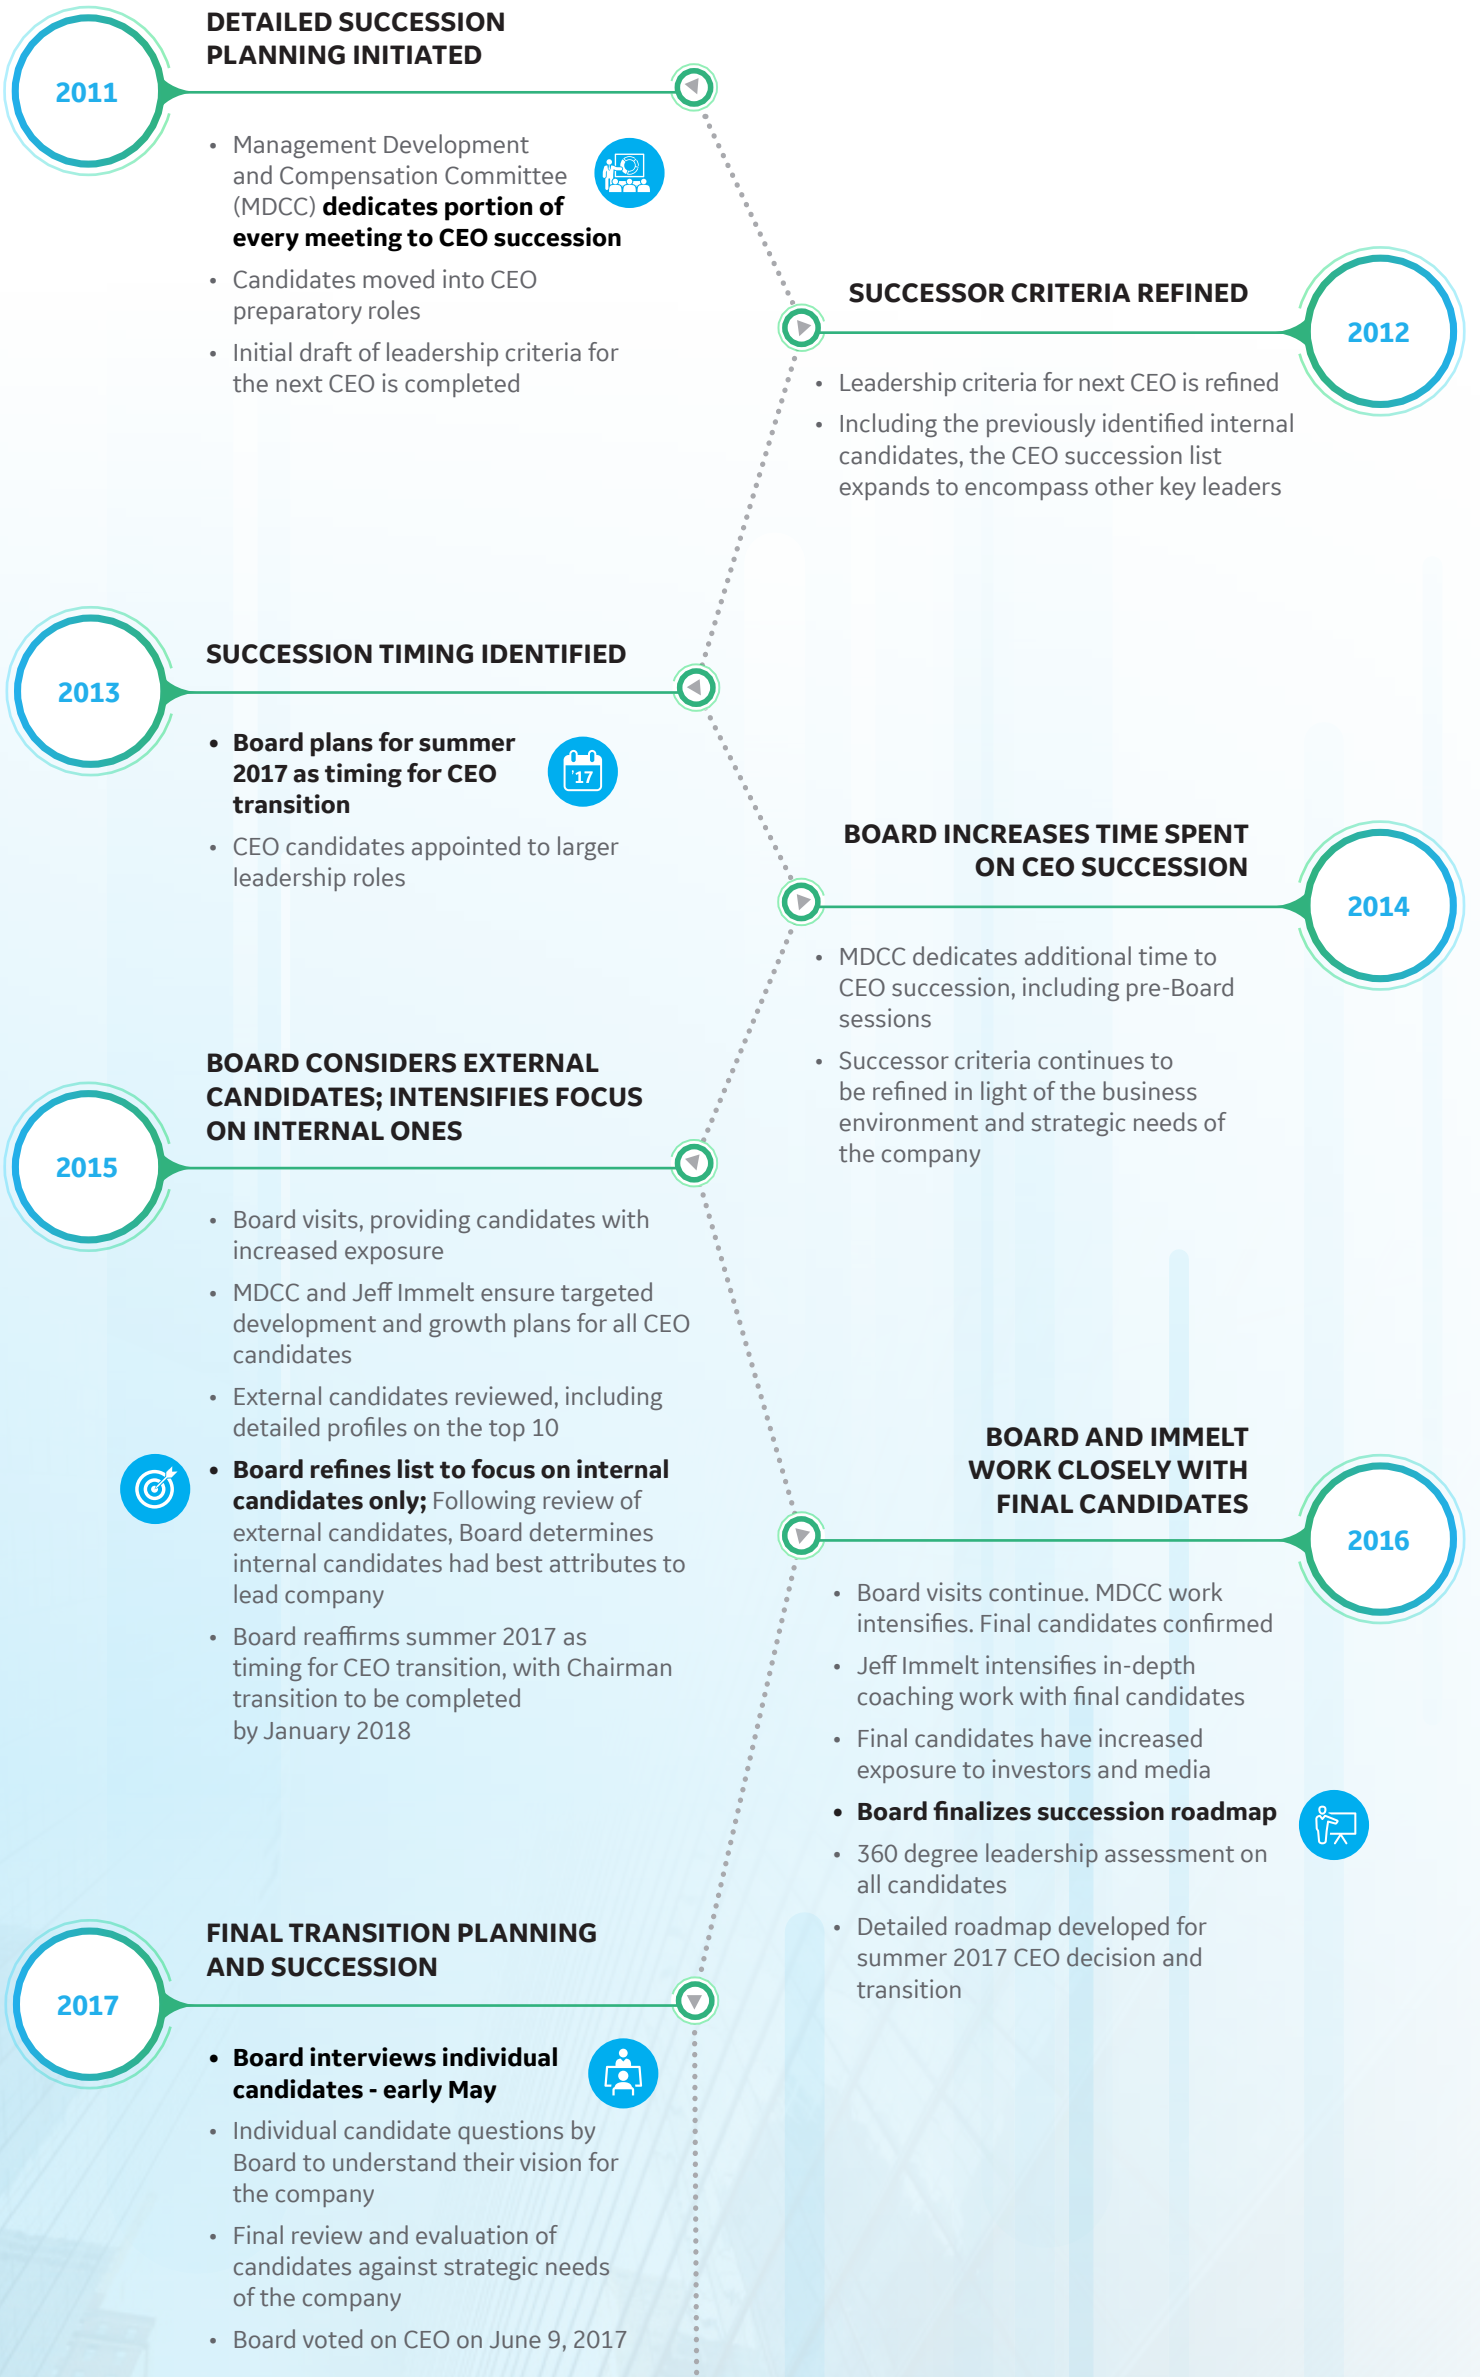 DETAILED SUCCESSION
PLANNING INITIATED
2011
• Management Development
and Compensation Committee
(MDCC) dedicates portion of
every meeting to CEO succession
• Candidates moved into CEO
preparatory roles
• Initial draft of leadership criteria for
the next CEO is completed
SUCCESSOR CRITERIA REFINED
2012
• Leadership criteria for next CEO is refined
• Including the previously identified internal
candidates, the CEO succession list
expands to encompass other key leaders
SUCCESSION TIMING IDENTIFIED
2013
• Board plans for summer
2017 as timing for CEO
transition
'17
• CEO candidates appointed to larger
leadership roles
BOARD INCREASES TIME SPENT
ON CEO SUCCESSION
2014
• MDCC dedicates additional time to
CEO succession, including pre-Board
sessions
• Successor criteria continues to
be refined in light of the business
environment and strategic needs of
the company
BOARD CONSIDERS EXTERNAL
CANDIDATES; INTENSIFIES FOCUS
ON INTERNAL ONES
2015
• Board visits, providing candidates with
increased exposure
• MDCC and Jeff Immelt ensure targeted
development and growth plans for all CEO
candidates
• External candidates reviewed, including
detailed profiles on the top 10
• Board refines list to focus on internal
candidates only; Following review of
external candidates, Board determines
internal candidates had best attributes to
lead company
• Board reaffirms summer 2017 as
timing for CEO transition, with Chairman
transition to be completed
by January 2018
BOARD AND IMMELT
WORK CLOSELY WITH
FINAL CANDIDATES
2016
• Board visits continue. MDCC work
intensifies. Final candidates confirmed
• Jeff Immelt intensifies in-depth
coaching work with final candidates
• Final candidates have increased
exposure to investors and media
• Board finalizes succession roadmap
• 360 degree leadership assessment on
all candidates
• Detailed roadmap developed for
summer 2017 CEO decision and
transition
FINAL TRANSITION PLANNING
AND SUCCESSION
2017
• Board interviews individual
candidates - early May
• Individual candidate questions by
Board to understand their vision for
the company
• Final review and evaluation of
candidates against strategic needs
of the company
• Board voted on CEO on June 9, 2017